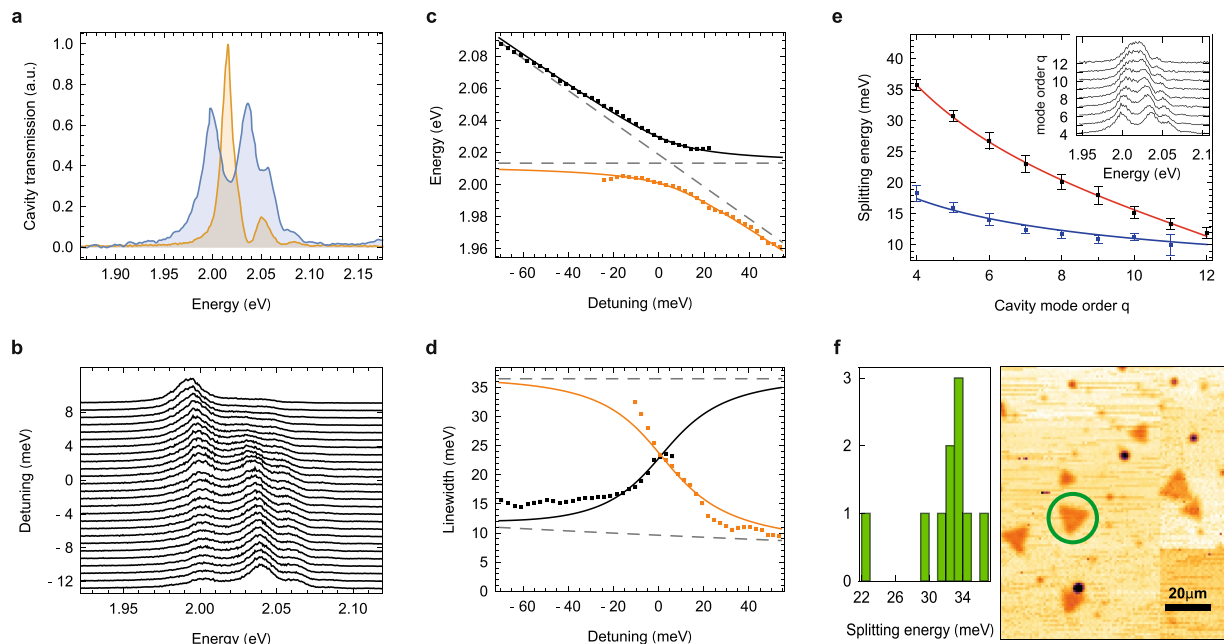 a
Cavity transmission (a.u.)
1.0
0.8
0.6
0.4
0.2
0.0
1.90 1.95 2.00 2.05 2.10 2.15
Energy (eV)
b
Detuning (meV)
8
4
0
- 4
- 8
- 12
1.95 2.00 2.05 2.10
Energy (eV)
c
Energy (eV)
2.08
2.06
2.04
2.02
2.00
1.98
1.96
- 60 - 40 - 20 0 20 40
Detuning (meV)
d
Linewidth (meV)
35
30
25
20
15
10
5
0
- 60 - 40 - 20 0 20 40
Detuning (meV)
e
Splitting energy (meV)
40
35
30
25
20
15
10
4 6 8 10 12
Cavity mode order q
mode order q
12
10
8
6
4
1.95 2.0 2.05 2.1
Energy (eV)
f
3
2
1
0
22 26 30 34
Splitting energy (meV)
20μm